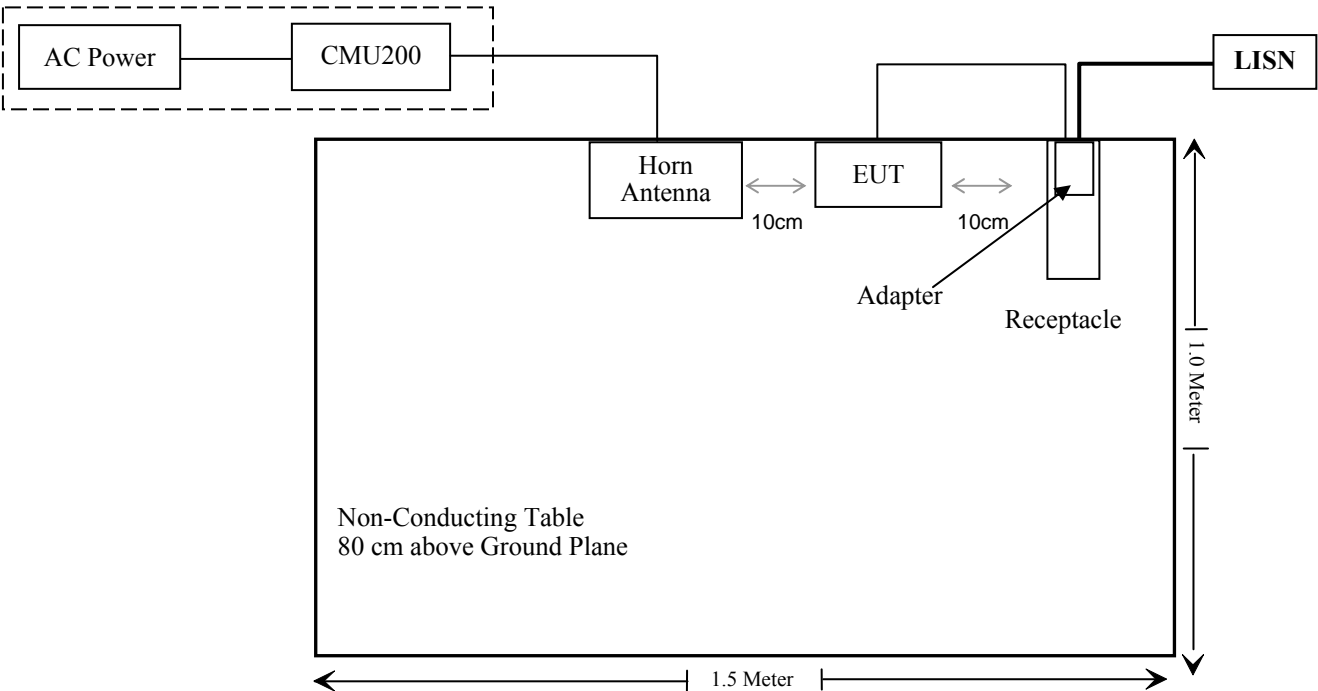 AC Power
CMU200
LISN
Horn
Antenna
EUT
10cm
10cm
Adapter
Receptacle
1.0 Meter
Non-Conducting Table
80 cm above Ground Plane
1.5 Meter